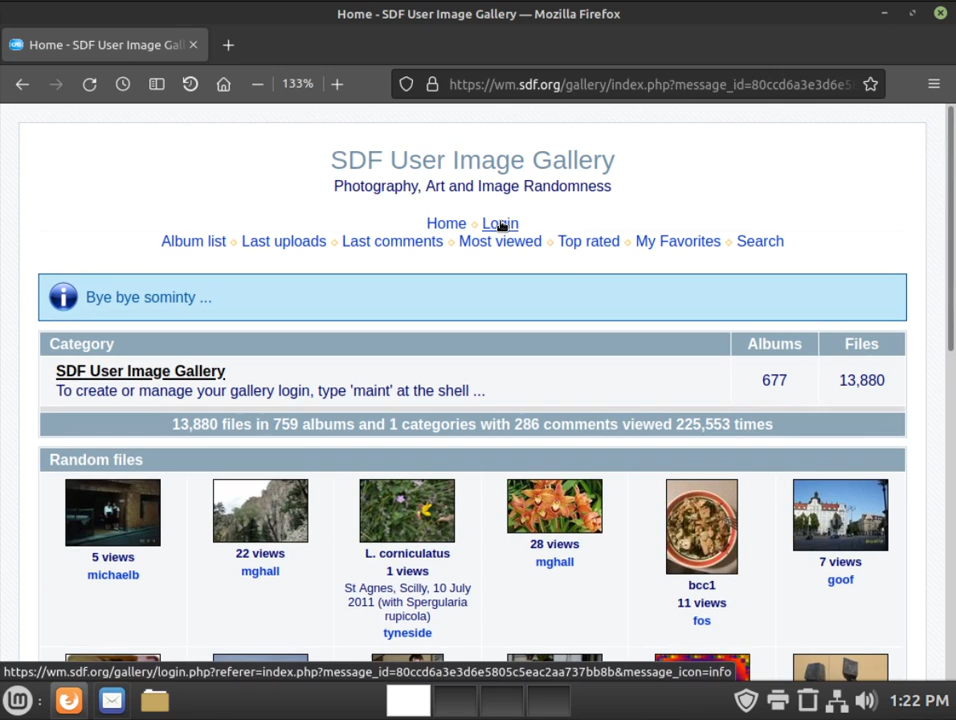 Home - SDF User Image Gallery — Mozilla Firefox
Home - SDF User Image Gal
133%
https://wm.sdf.org/gallery/index.php?message_id=80ccd6a3e3d6e5
SDF User Image Gallery
Photography, Art and Image Randomness
Home Login
Album list Last uploads Last comments Most viewed Top rated My Favorites Search
Bye bye sominty ...
Category Albums Files
SDF User Image Gallery
To create or manage your gallery login, type 'maint' at the shell ...
677 13,880
13,880 files in 759 albums and 1 categories with 286 comments viewed 225,553 times
Random files
5 views
michaelb
22 views
mghall
L. corniculatus
1 views
St Agnes, Scilly, 10 July
2011 (with Spergularia
rupicola)
tyneside
28 views
mghall
bcc1
11 views
fos
7 views
goof
https://wm.sdf.org/gallery/login.php?referer=index.php?message_id=80ccd6a3e3d6e5805c5eac2aa737bb8b&message_icon=info
1:22 PM